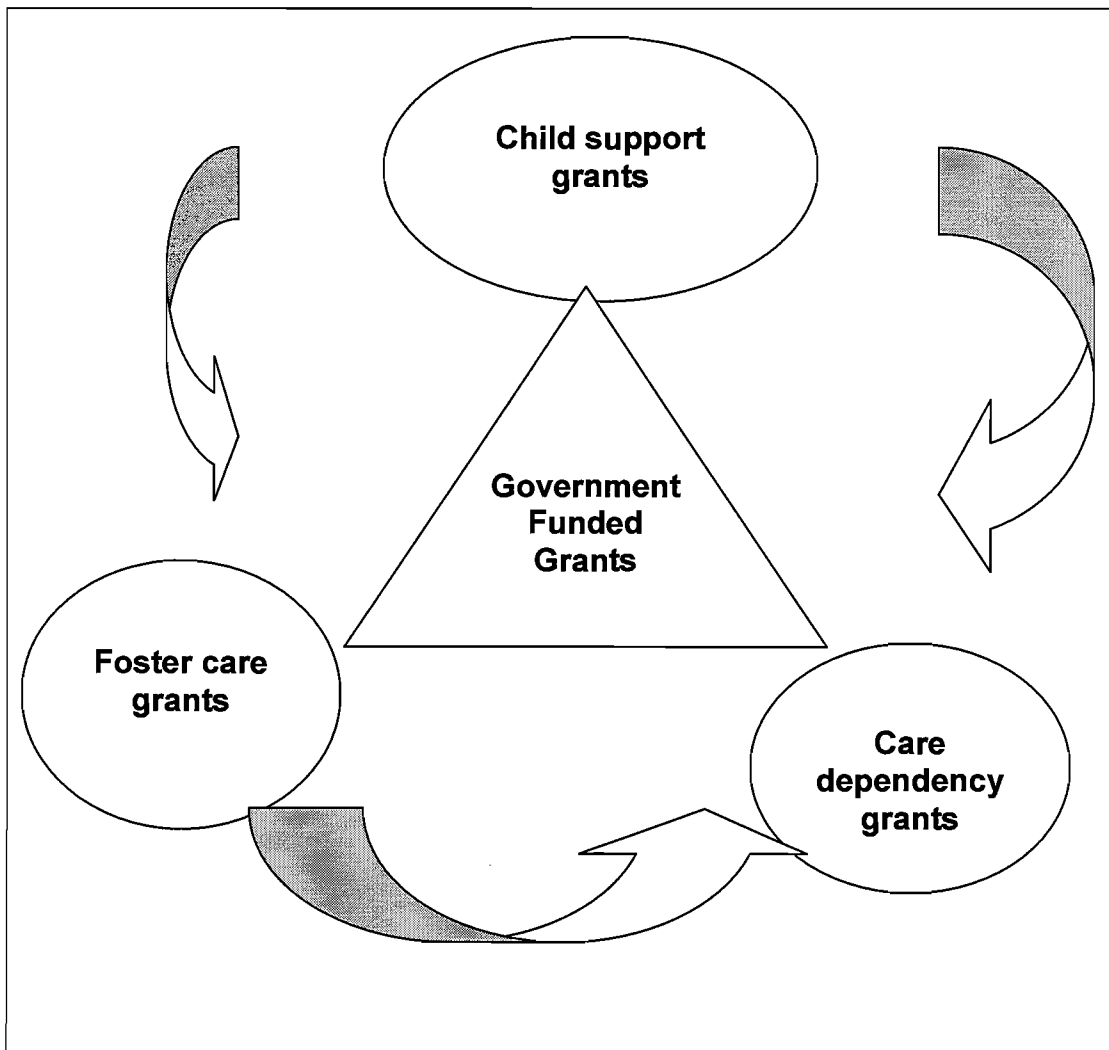 Child support
grants
Government
Funded
Grants
Foster care
grants
Care
dependency
grants